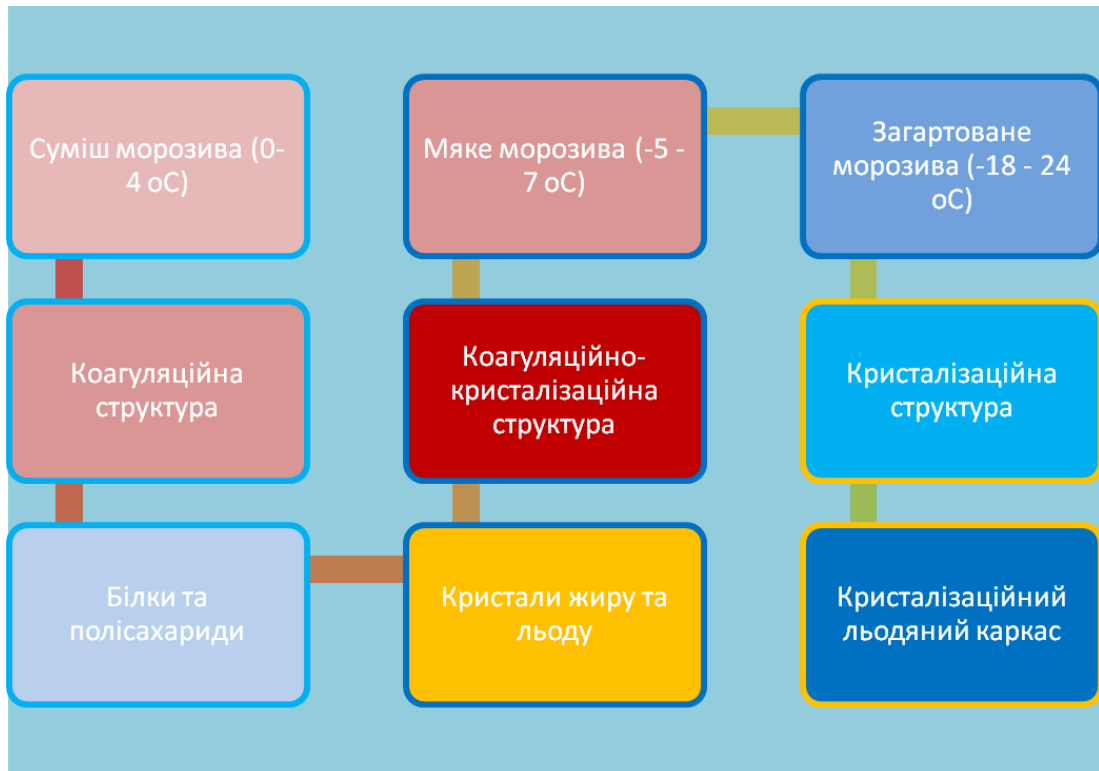 Суміш морозива (0-
4 оС)
Коагуляційна
структура
Білки та
полісахариди
Мяке морозива (-5 -
7 оС)
Коагуляційно-
кристалізаційна
структура
Кристали жиру та
льоду
Загартоване
морозива (-18 - 24
оС)
Кристалізаційна
структура
Кристалізаційний
льодяний каркас